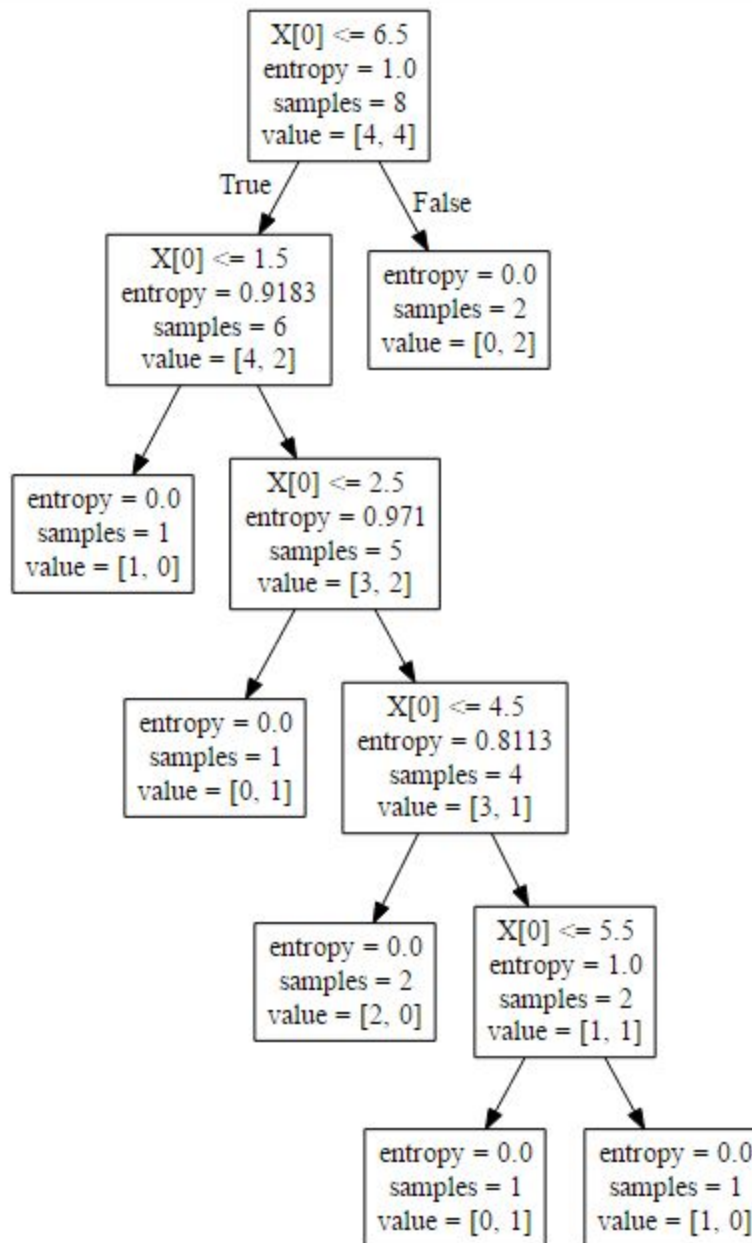 X[0] <= 6.5
entropy = 1.0
samples = 8
value = [4, 4]
True
False
X[0] <= 1.5
entropy = 0.9183
samples = 6
value = [4, 2]
entropy = 0.0
samples = 2
value = [0, 2]
entropy = 0.0
samples = 1
value = [1, 0]
X[0] <= 2.5
entropy = 0.971
samples = 5
value = [3, 2]
entropy = 0.0
samples = 1
value = [0, 1]
X[0] <= 4.5
entropy = 0.8113
samples = 4
value = [3, 1]
entropy = 0.0
samples = 2
value = [2, 0]
X[0] <= 5.5
entropy = 1.0
samples = 2
value = [1, 1]
entropy = 0.0
samples = 1
value = [0, 1]
entropy = 0.0
samples = 1
value = [1, 0]